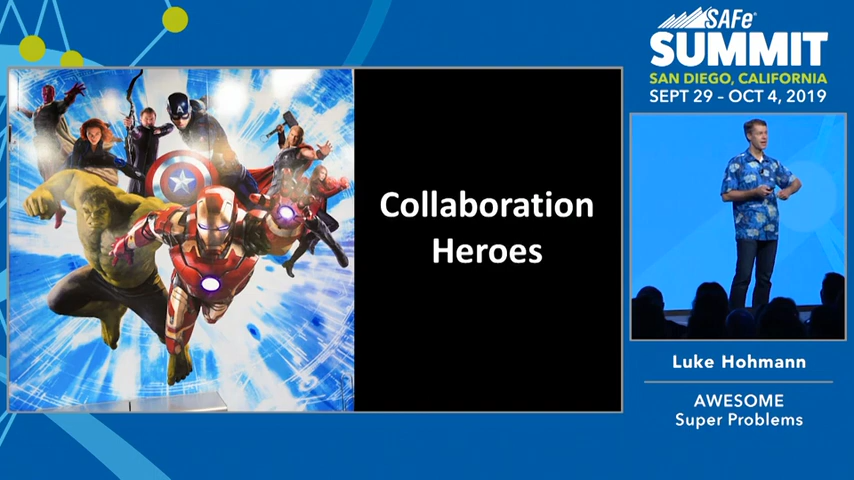 Collaboration
Heroes
SAFe®
SUMMIT
SAN DIEGO, CALIFORNIA
SEPT 29 - OCT 4, 2019
Luke Hohmann
AWESOME
Super Problems